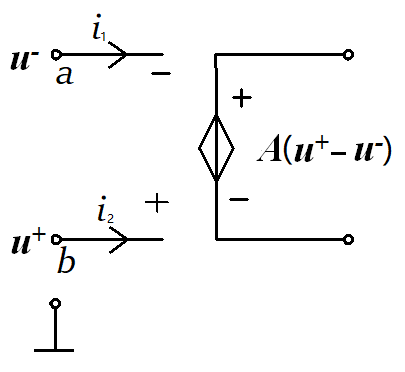 u-
a
i₁
−
+
A(u⁺− u⁻)
−
+
i₂
u⁺
b